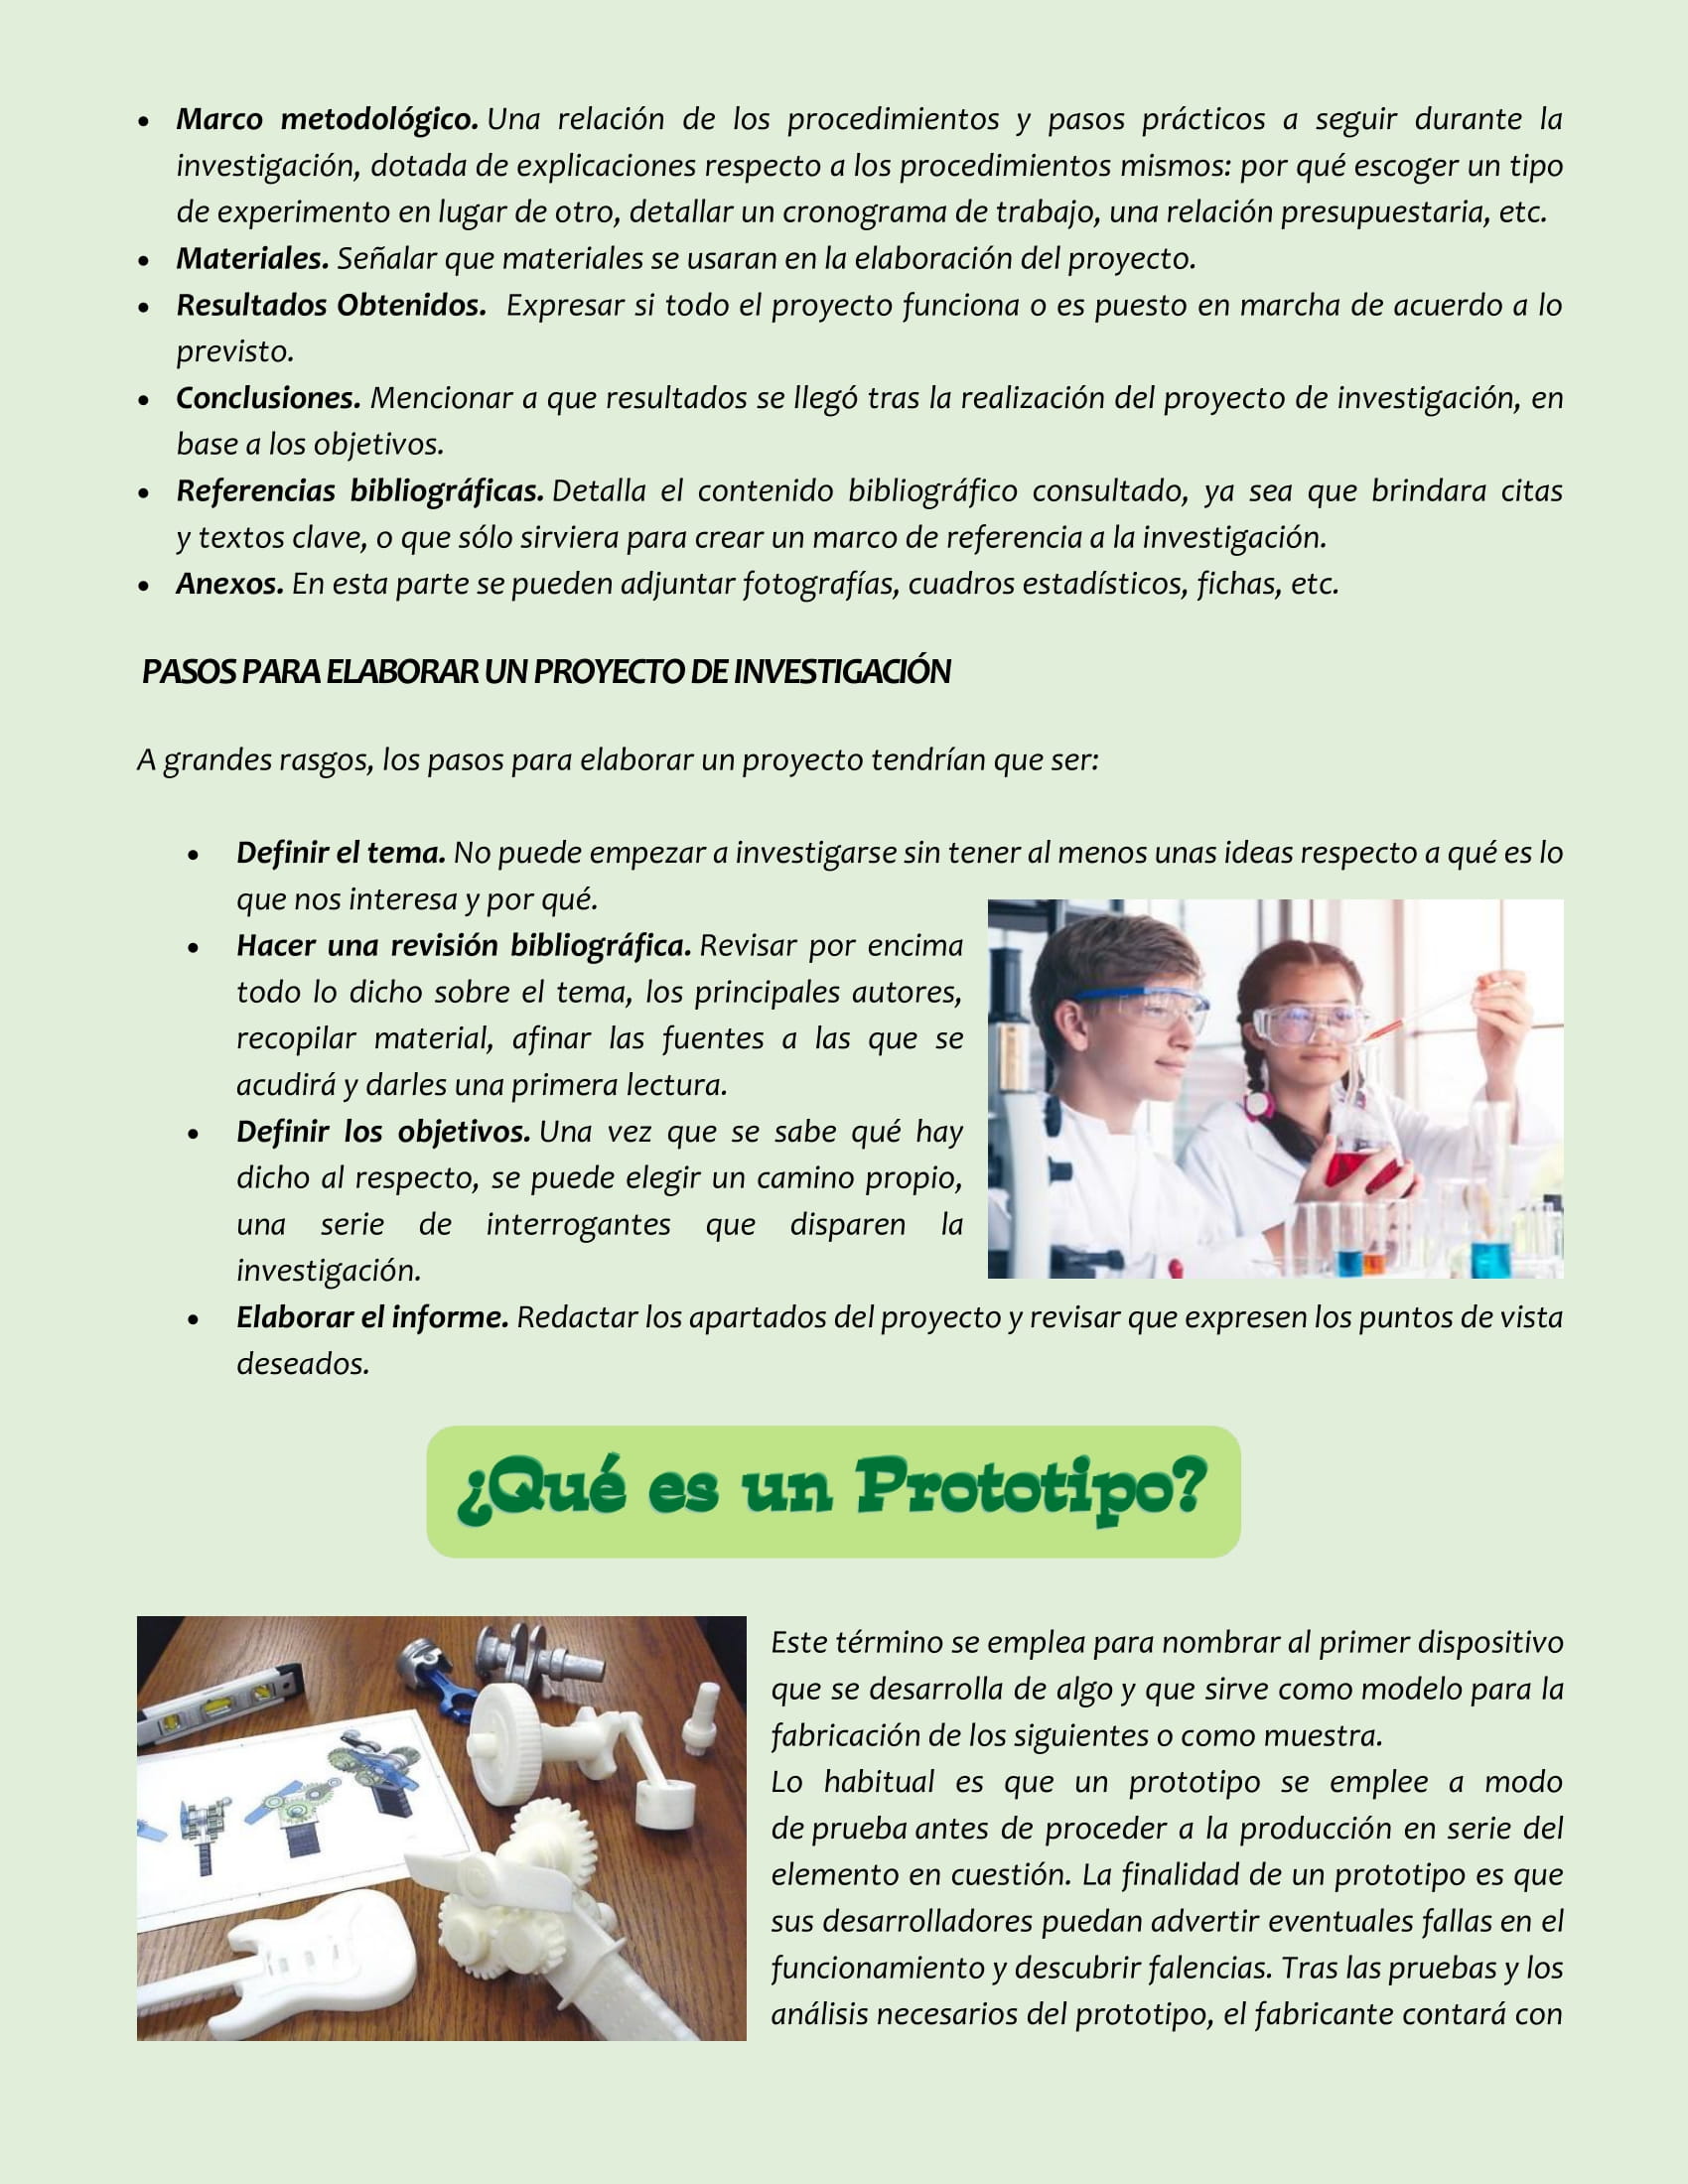 • Marco metodológico. Una relación de los procedimientos y pasos prácticos a seguir durante la
investigación, dotada de explicaciones respecto a los procedimientos mismos: por qué escoger un tipo
de experimento en lugar de otro, detallar un cronograma de trabajo, una relación presupuestaria, etc.
• Materiales. Señalar que materiales se usaran en la elaboración del proyecto.
• Resultados Obtenidos. Expresar si todo el proyecto funciona o es puesto en marcha de acuerdo a lo
previsto.
• Conclusiones. Mencionar a que resultados se llegó tras la realización del proyecto de investigación, en
base a los objetivos.
• Referencias bibliográficas. Detalla el contenido bibliográfico consultado, ya sea que brindara citas
y textos clave, o que sólo sirviera para crear un marco de referencia a la investigación.
• Anexos. En esta parte se pueden adjuntar fotografías, cuadros estadísticos, fichas, etc.
PASOS PARA ELABORAR UN PROYECTO DE INVESTIGACIÓN
A grandes rasgos, los pasos para elaborar un proyecto tendrían que ser:
• Definir el tema. No puede empezar a investigarse sin tener al menos unas ideas respecto a qué es lo
que nos interesa y por qué.
• Hacer una revisión bibliográfica. Revisar por encima
todo lo dicho sobre el tema, los principales autores,
recopilar material, afinar las fuentes a las que se
acudirá y darles una primera lectura.
• Definir los objetivos. Una vez que se sabe qué hay
dicho al respecto, se puede elegir un camino propio,
una serie de interrogantes que disparen la
investigación.
• Elaborar el informe. Redactar los apartados del proyecto y revisar que expresen los puntos de vista
deseados.
¿Qué es un Prototipo?
Este término se emplea para nombrar al primer dispositivo
que se desarrolla de algo y que sirve como modelo para la
fabricación de los siguientes o como muestra.
Lo habitual es que un prototipo se emplee a modo
de prueba antes de proceder a la producción en serie del
elemento en cuestión. La finalidad de un prototipo es que
sus desarrolladores puedan advertir eventuales fallas en el
funcionamiento y descubrir falencias. Tras las pruebas y los
análisis necesarios del prototipo, el fabricante contará con